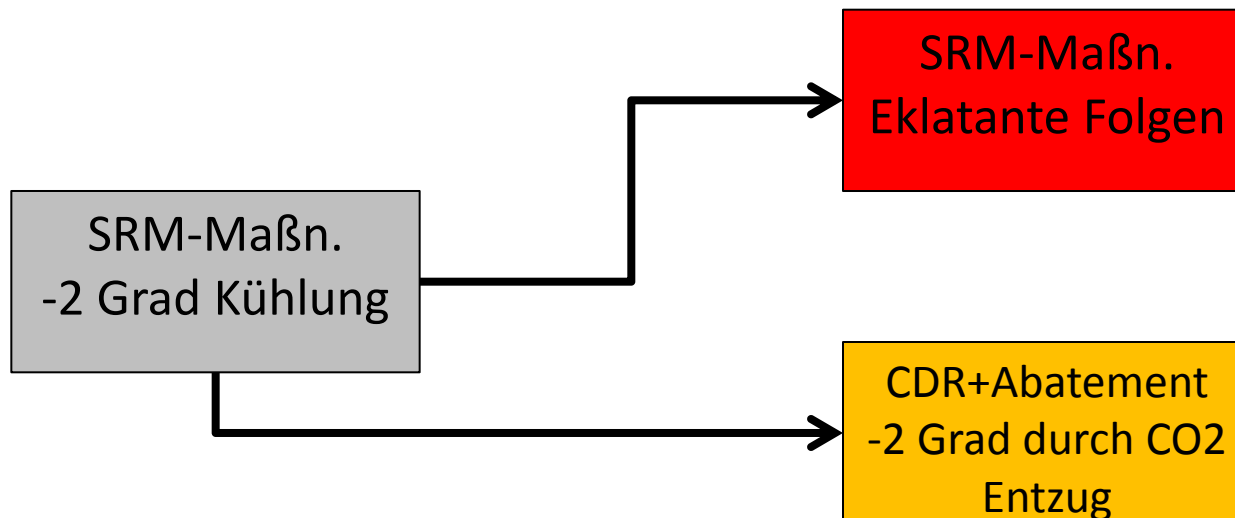 SRM-Maßn.
Eklatante Folgen
SRM-Maßn.
-2 Grad Kühlung
CDR+Abatement
-2 Grad durch CO2
Entzug